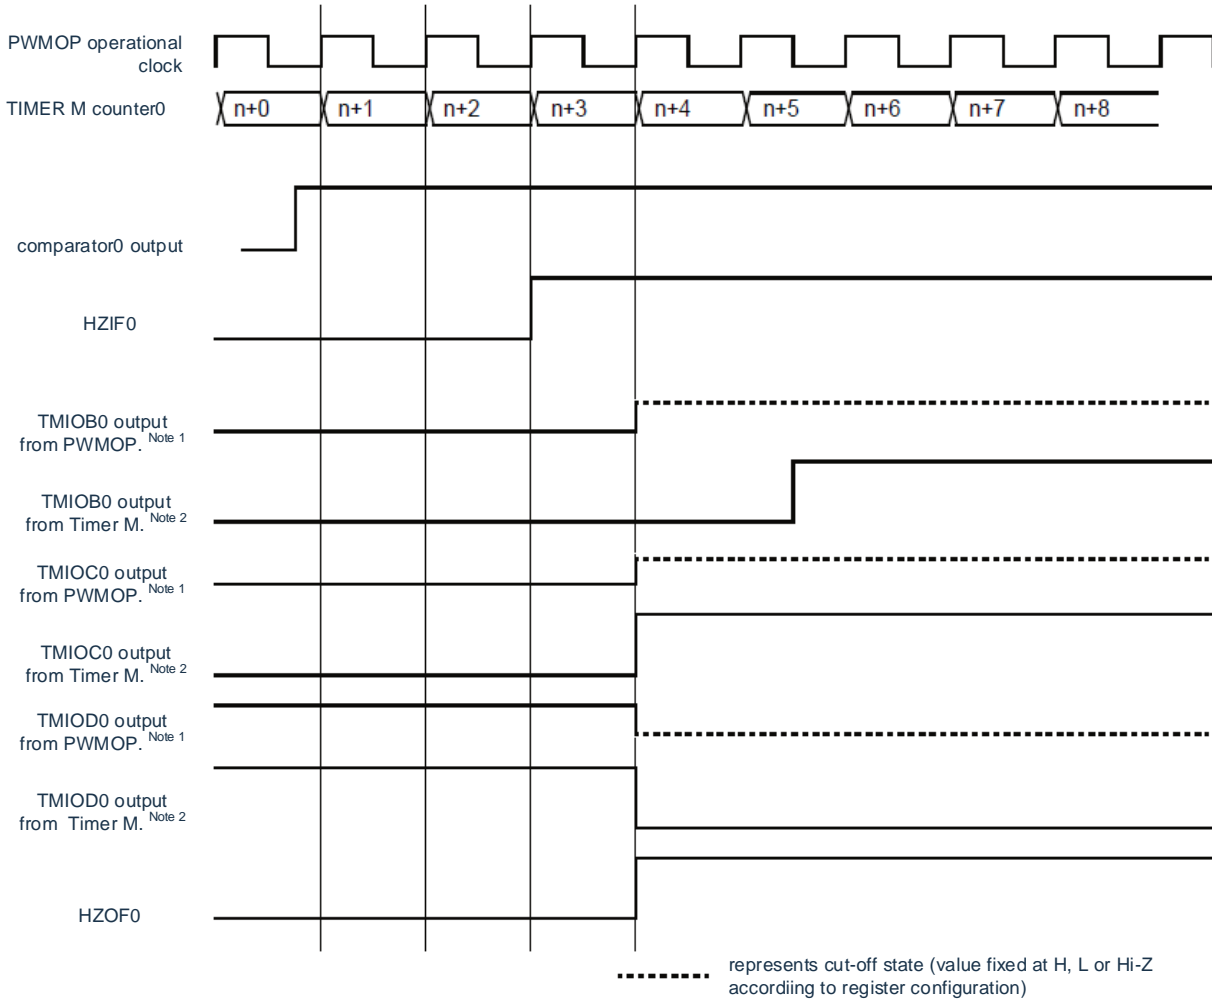 PWMOP operational
clock
TIMER M counter0
n+0 n+1 n+2 n+3 n+4 n+5 n+6 n+7 n+8
comparator0 output
HZIF0
TMIOB0 output
from PWMOP. Note 1
TMIOB0 output
from Timer M. Note 2
TMIOC0 output
from PWMOP. Note 1
TMIOC0 output
from Timer M. Note 2
TMIOD0 output
from PWMOP. Note 1
TMIOD0 output
from Timer M. Note 2
HZOF0
represents cut-off state (value fixed at H, L or Hi-Z
accordiing to register configuration)